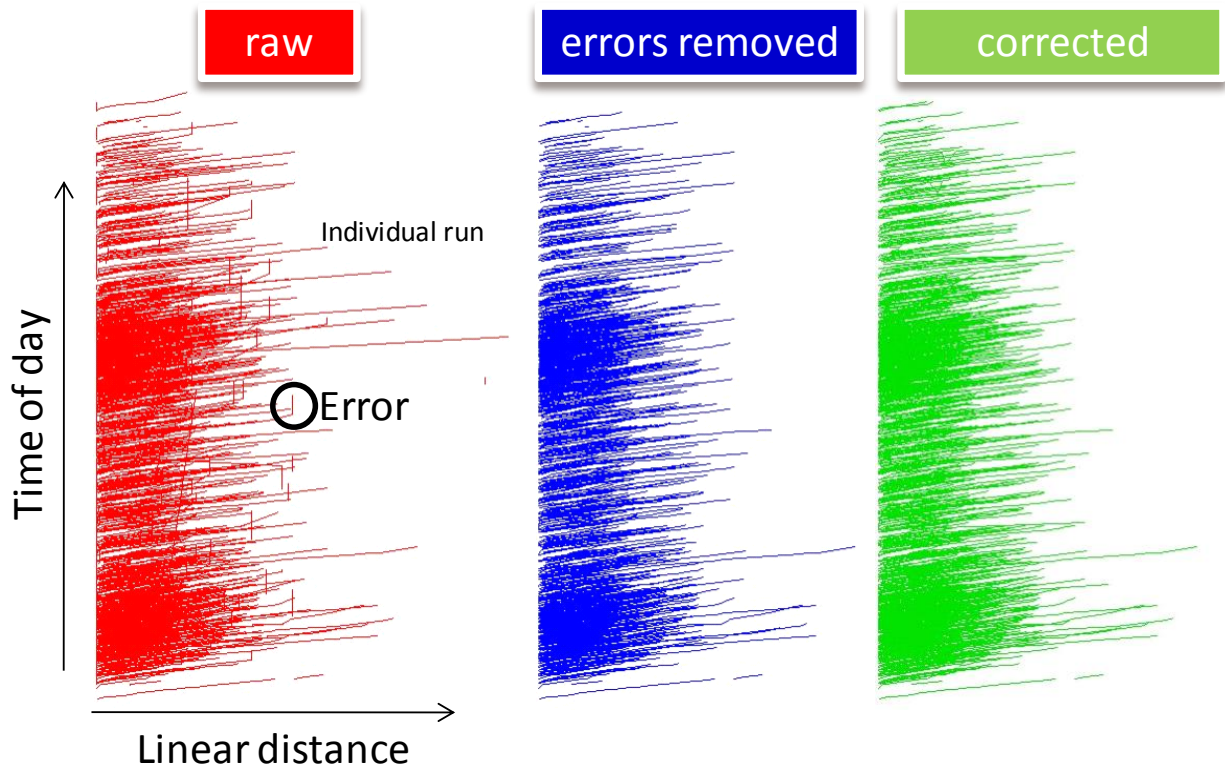 raw
errors removed
corrected
Individual run
Error
Time of day
Linear distance